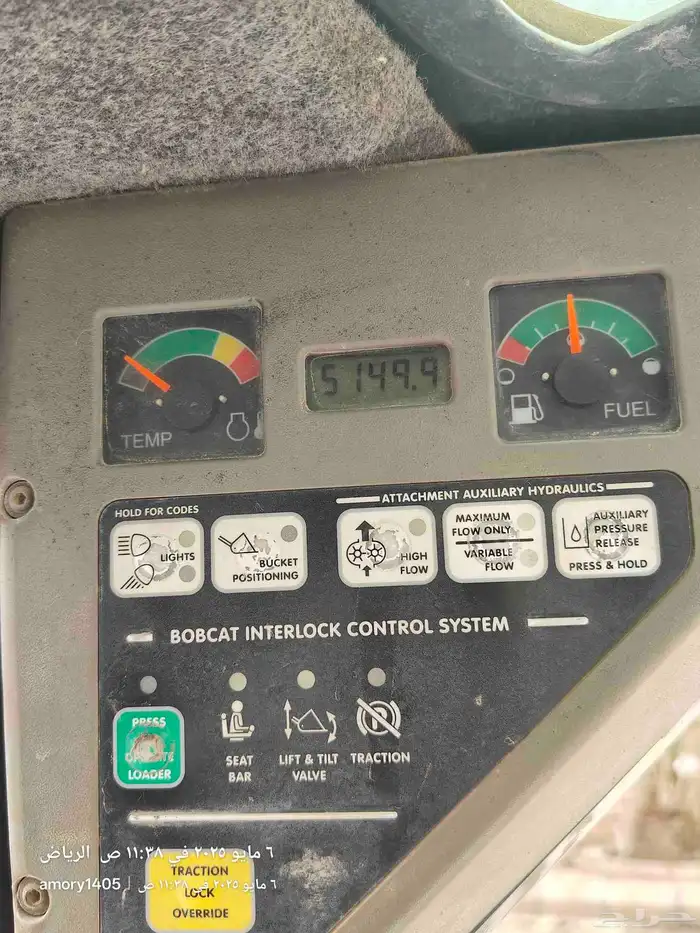 5149.9
TEMP
FUEL
HOLD FOR CODES
ATTACHMENT AUXILIARY HYDRAULICS
LIGHTS
BUCKET
POSITIONING
HIGH
FLOW
MAXIMUM
FLOW ONLY
VARIABLE
FLOW
AUXILIARY
PRESSURE
RELEASE
PRESS & HOLD
BOBCAT INTERLOCK CONTROL SYSTEM
PRESS
LOADER
SEAT
BAR
LIFT & TILT
VALVE
TRACTION
TRACTION
LOCK
OVERRIDE
٦ مايو ٢٠٢٥ في ١١:٣٨ ص الرياض
٦ مايو ٢٠٢٥ في ١١:٣٨ ص | amory1405
حراج